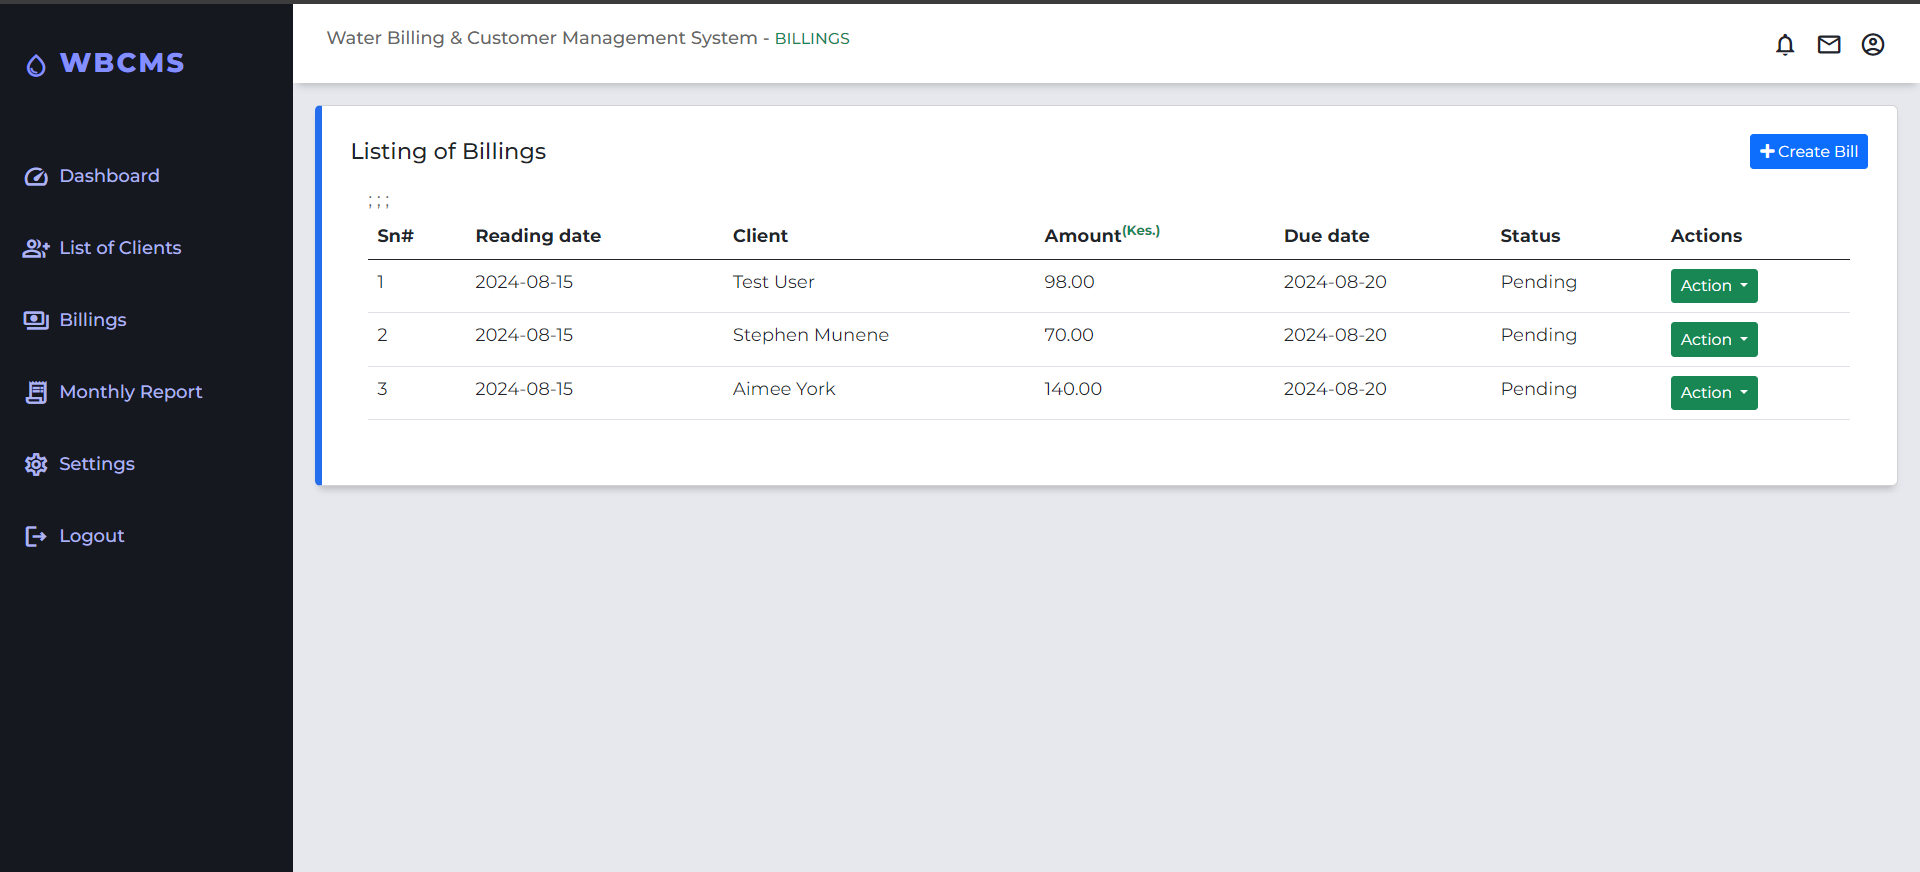 WBCMS
Dashboard
List of Clients
Billings
Monthly Report
Settings
Logout
Water Billing & Customer Management System - BILLINGS
Listing of Billings
Create Bill
; ; ;
Sn# Reading date Client Amount(Kes.) Due date Status Actions
1 2024-08-15 Test User 98.00 2024-08-20 Pending Action
2 2024-08-15 Stephen Munene 70.00 2024-08-20 Pending Action
3 2024-08-15 Aimee York 140.00 2024-08-20 Pending Action